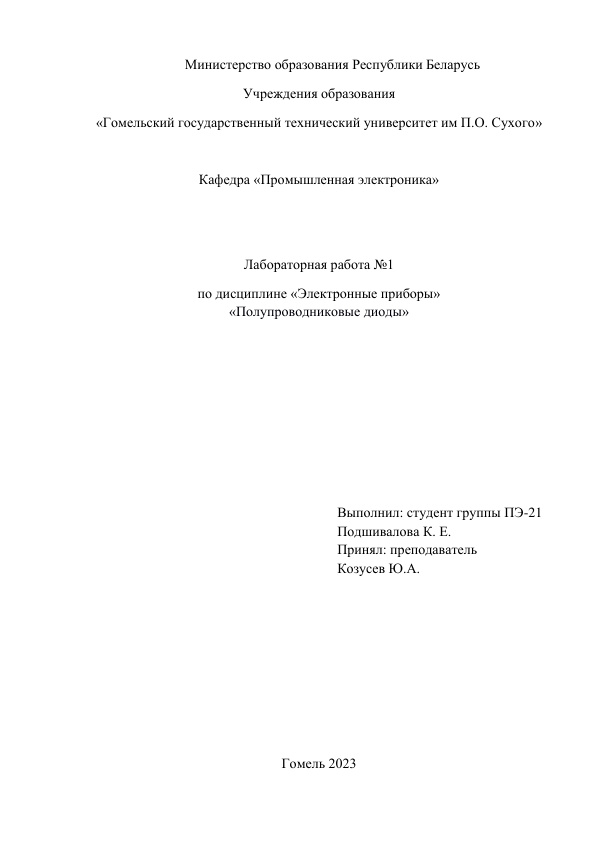 Министерство образования Республики Беларусь
Учреждения образования
«Гомельский государственный технический университет им П.О. Сухого»
Кафедра «Промышленная электроника»
Лабораторная работа №1
по дисциплине «Электронные приборы»
«Полупроводниковые диоды»
Выполнил: студент группы ПЭ-21
Подшивалова К. Е.
Принял: преподаватель
Козусев Ю.А.
Гомель 2023